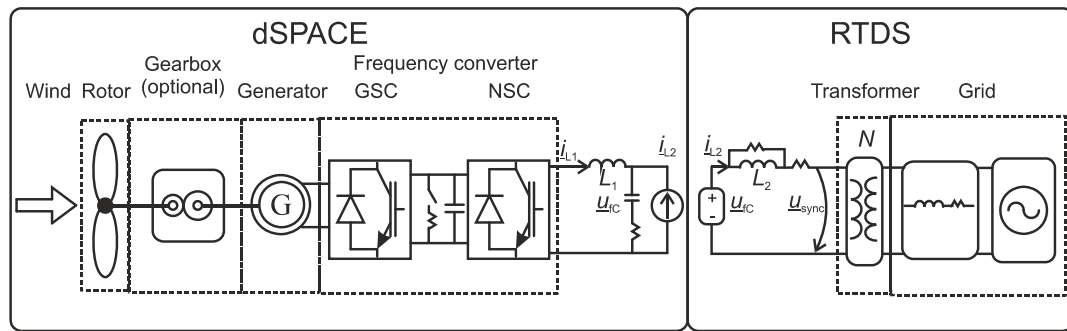 dSPACE
RTDS
Gearbox
(optional)
Frequency converter
Wind Rotor Generator GSC NSC
Transformer Grid
i_L1
i_L2
L_1
u_fC
G
i_L2
L_2
+
-
u_fC
u_sync
N